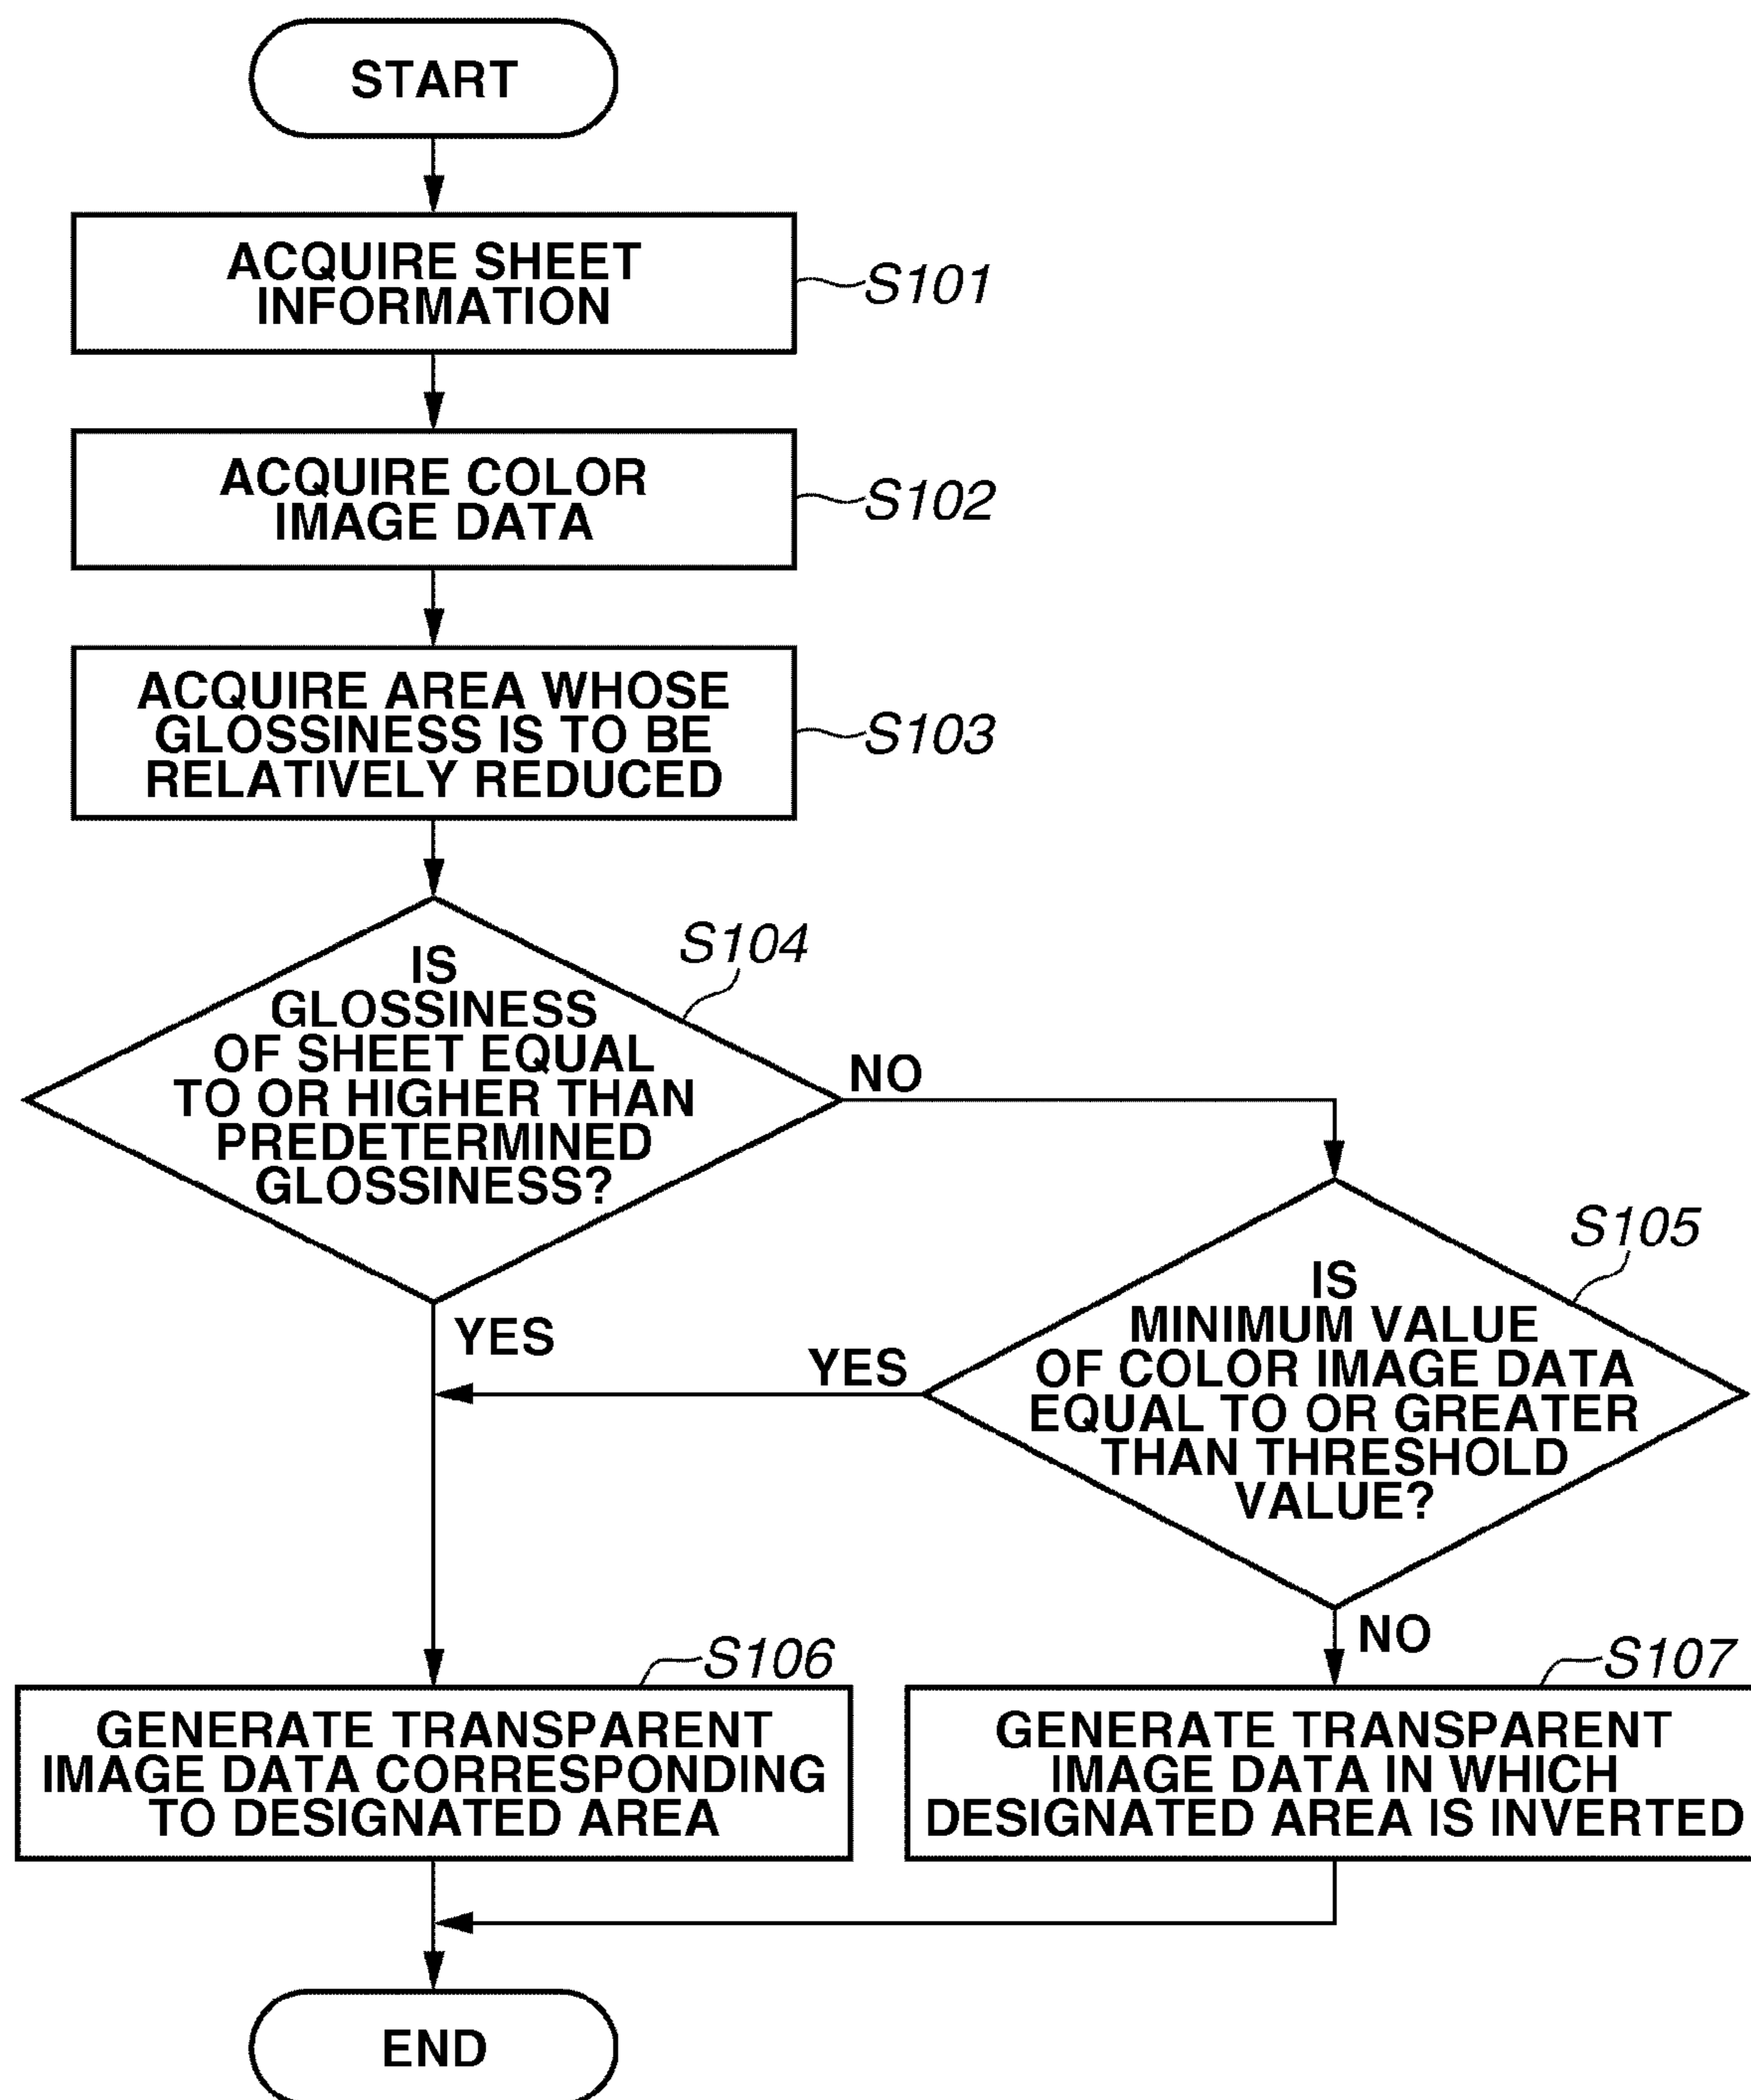 START
ACQUIRE SHEET
INFORMATION
S101
ACQUIRE COLOR
IMAGE DATA
S102
ACQUIRE AREA WHOSE
GLOSSINESS IS TO BE
RELATIVELY REDUCED
S103
S104
IS
GLOSSINESS
OF SHEET EQUAL
TO OR HIGHER THAN
PREDETERMINED
GLOSSINESS?
NO
YES
S105
IS
MINIMUM VALUE
OF COLOR IMAGE DATA
EQUAL TO OR GREATER
THAN THRESHOLD
VALUE?
YES
NO
S106
GENERATE TRANSPARENT
IMAGE DATA CORRESPONDING
TO DESIGNATED AREA
S107
GENERATE TRANSPARENT
IMAGE DATA IN WHICH
DESIGNATED AREA IS INVERTED
END